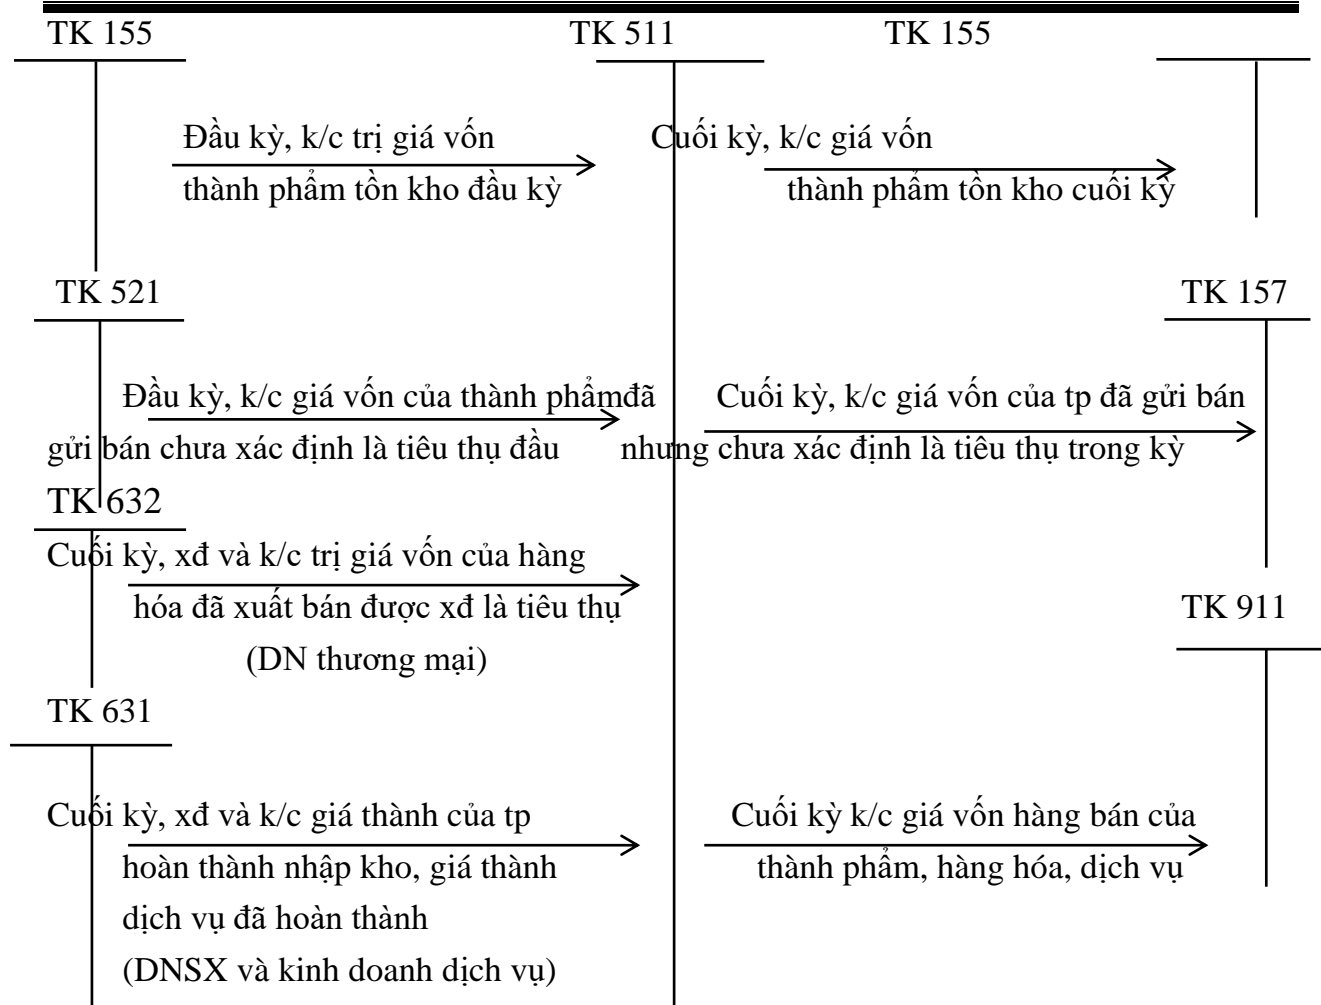 TK 155 TK 511 TK 155
Đầu kỳ, k/c trị giá vốn
thành phẩm tồn kho đầu kỳ
Cuối kỳ, k/c giá vốn
thành phẩm tồn kho cuối kỳ
TK 521
TK 157
Đầu kỳ, k/c giá vốn của thành phẩmđã
gửi bán chưa xác định là tiêu thụ đầu
Cuối kỳ, k/c giá vốn của tp đã gửi bán
nhưng chưa xác định là tiêu thụ trong kỳ
TK 632
Cuối kỳ, xđ và k/c trị giá vốn của hàng
hóa đã xuất bán được xđ là tiêu thụ
(DN thương mại)
TK 911
TK 631
Cuối kỳ, xđ và k/c giá thành của tp
hoàn thành nhập kho, giá thành
dịch vụ đã hoàn thành
(DNSX và kinh doanh dịch vụ)
Cuối kỳ k/c giá vốn hàng bán của
thành phẩm, hàng hóa, dịch vụ